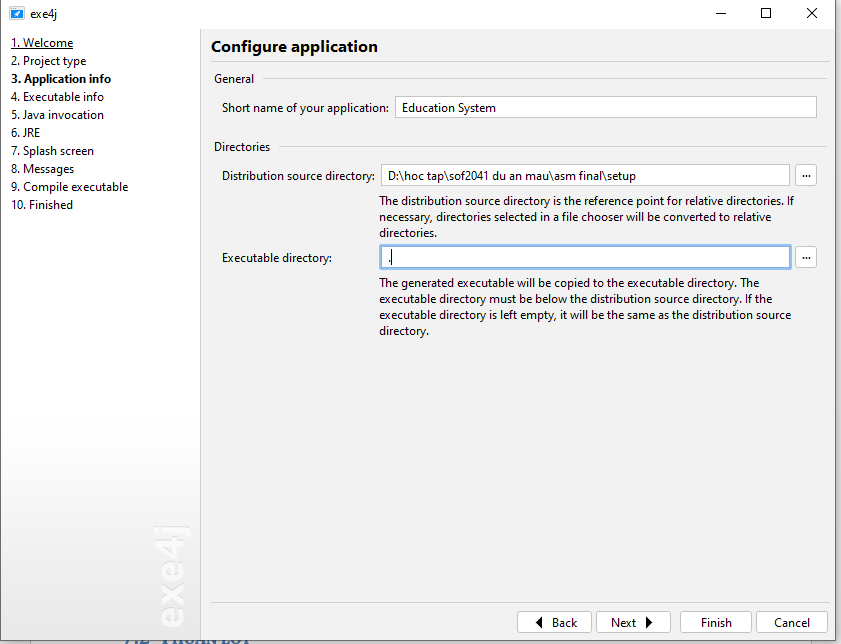 exe4j
1. Welcome
2. Project type
3. Application info
4. Executable info
5. Java invocation
6. JRE
7. Splash screen
8. Messages
9. Compile executable
10. Finished
exe4j
Configure application
General
Short name of your application: Education System
Directories
Distribution source directory: D:\hoc tap\sof2041 du an mau\asm final\setup ...
The distribution source directory is the reference point for relative directories. If
necessary, directories selected in a file chooser will be converted to relative
directories.
Executable directory: . ...
The generated executable will be copied to the executable directory. The
executable directory must be below the distribution source directory. If the
executable directory is left empty, it will be the same as the distribution source
directory.
Back Next Finish Cancel